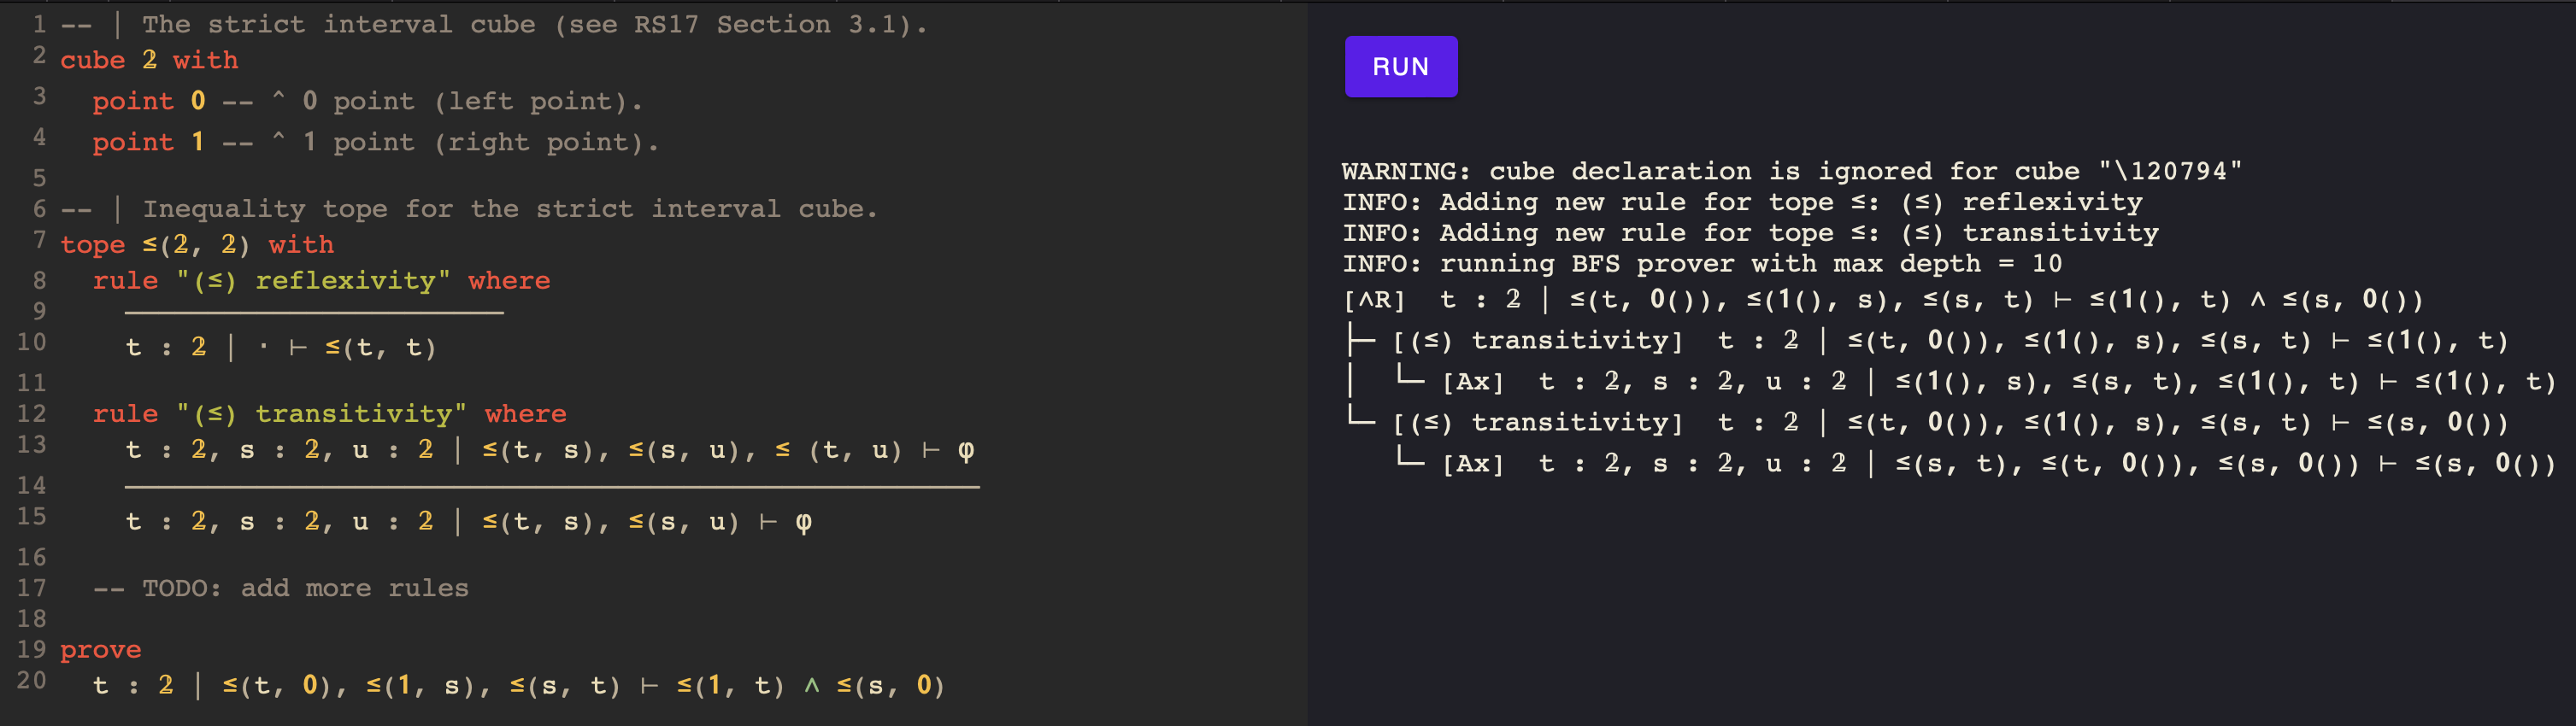 1 -- | The strict interval cube (see RS17 Section 3.1).
2 cube 𝟚 with
3   point 0 -- ^ 0 point (left point).
4   point 1 -- ^ 1 point (right point).
5
6 -- | Inequality tope for the strict interval cube.
7 tope ≤(𝟚, 𝟚) with
8   rule "(≤) reflexivity" where
9     ———————————————————————
10     t : 𝟚 | · ⊢ ≤(t, t)
11
12   rule "(≤) transitivity" where
13     t : 𝟚, s : 𝟚, u : 𝟚 | ≤(t, s), ≤(s, u), ≤ (t, u) ⊢ φ
14     ————————————————————————————————————————————————————
15     t : 𝟚, s : 𝟚, u : 𝟚 | ≤(t, s), ≤(s, u) ⊢ φ
16
17   -- TODO: add more rules
18
19 prove
20   t : 𝟚 | ≤(t, 0), ≤(1, s), ≤(s, t) ⊢ ≤(1, t) ∧ ≤(s, 0)
RUN
WARNING: cube declaration is ignored for cube "\120794"
INFO: Adding new rule for tope ≤: (≤) reflexivity
INFO: Adding new rule for tope ≤: (≤) transitivity
INFO: running BFS prover with max depth = 10
[∧R]  t : 𝟚 | ≤(t, 0()), ≤(1(), s), ≤(s, t) ⊢ ≤(1(), t) ∧ ≤(s, 0())
├─ [(≤) transitivity]  t : 𝟚 | ≤(t, 0()), ≤(1(), s), ≤(s, t) ⊢ ≤(1(), t)
│  └─ [Ax]  t : 𝟚, s : 𝟚, u : 𝟚 | ≤(1(), s), ≤(s, t), ≤(1(), t) ⊢ ≤(1(), t)
└─ [(≤) transitivity]  t : 𝟚 | ≤(t, 0()), ≤(1(), s), ≤(s, t) ⊢ ≤(s, 0())
   └─ [Ax]  t : 𝟚, s : 𝟚, u : 𝟚 | ≤(s, t), ≤(t, 0()), ≤(s, 0()) ⊢ ≤(s, 0())